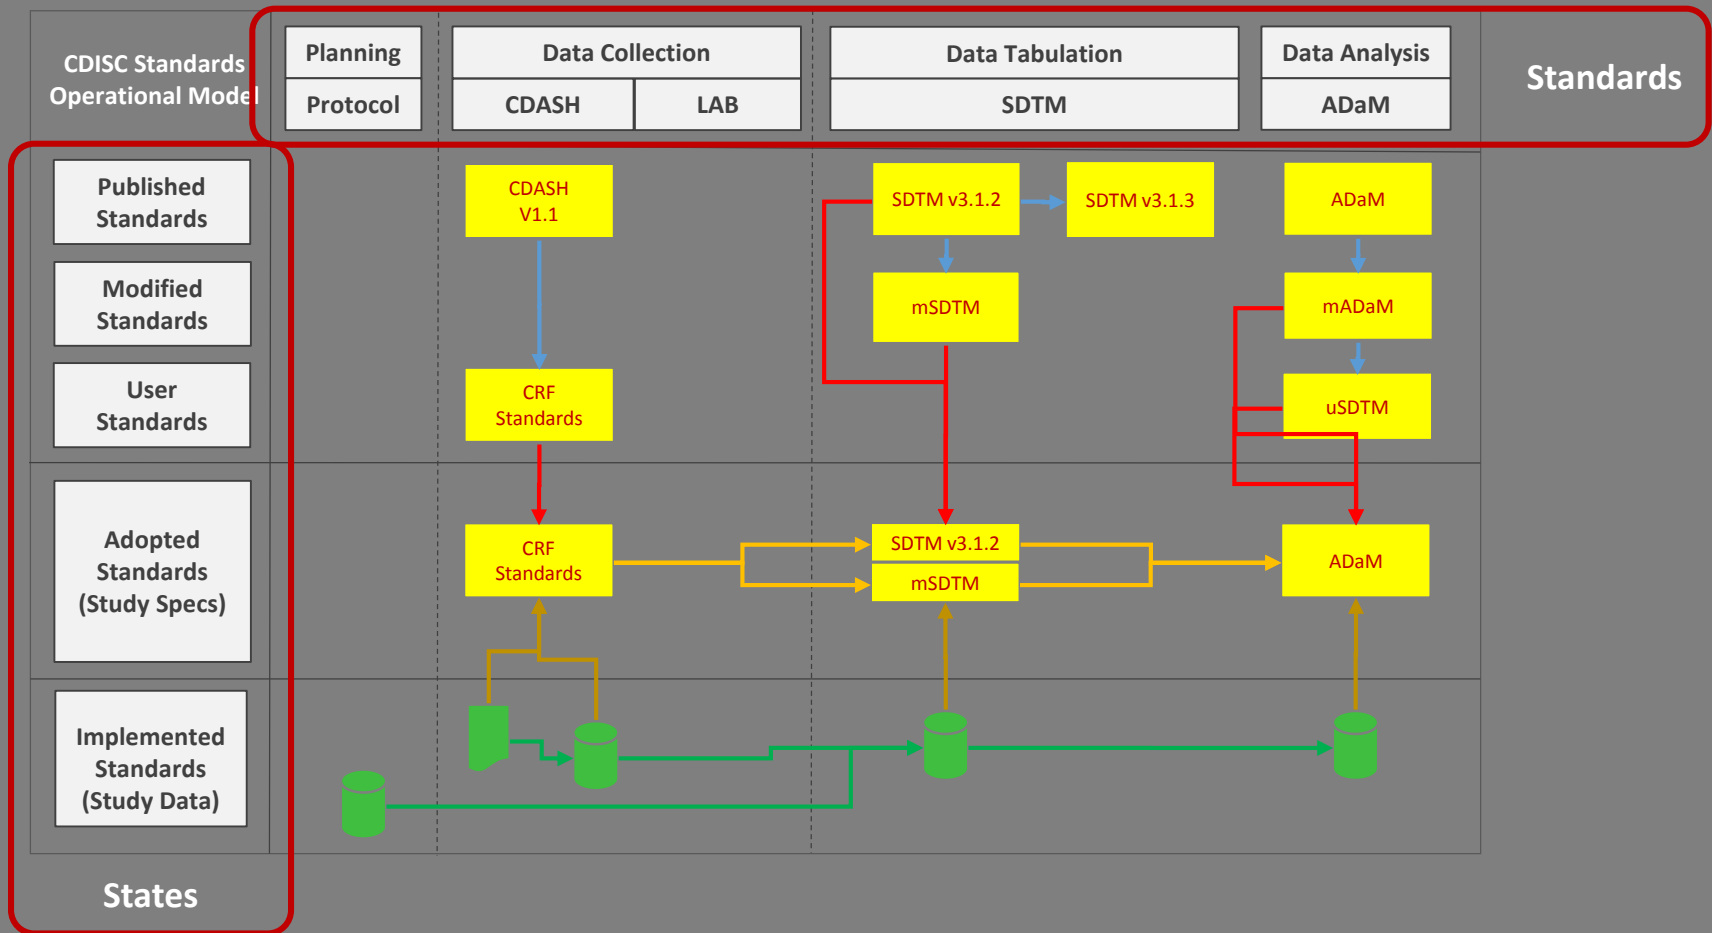 CDISC Standards
Operational Model
Planning
Protocol
Data Collection
CDASH
LAB
Data Tabulation
SDTM
Data Analysis
ADaM
Standards
Published
Standards
CDASH
V1.1
SDTM v3.1.2
SDTM v3.1.3
ADaM
Modified
Standards
mSDTM
mADaM
User
Standards
CRF
Standards
uSDTM
Adopted
Standards
(Study Specs)
CRF
Standards
SDTM v3.1.2
mSDTM
ADaM
Implemented
Standards
(Study Data)
States